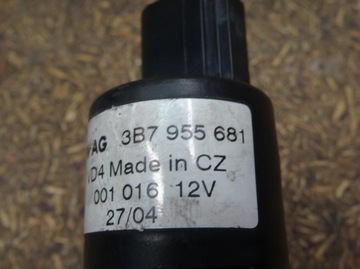 AG 3B7 955 681
D4 Made in CZ
001 016 12V
27/04